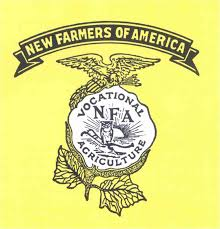 NEW FARMERS OF AMERICA
VOCATIONAL
NFA
AGRICULTURE